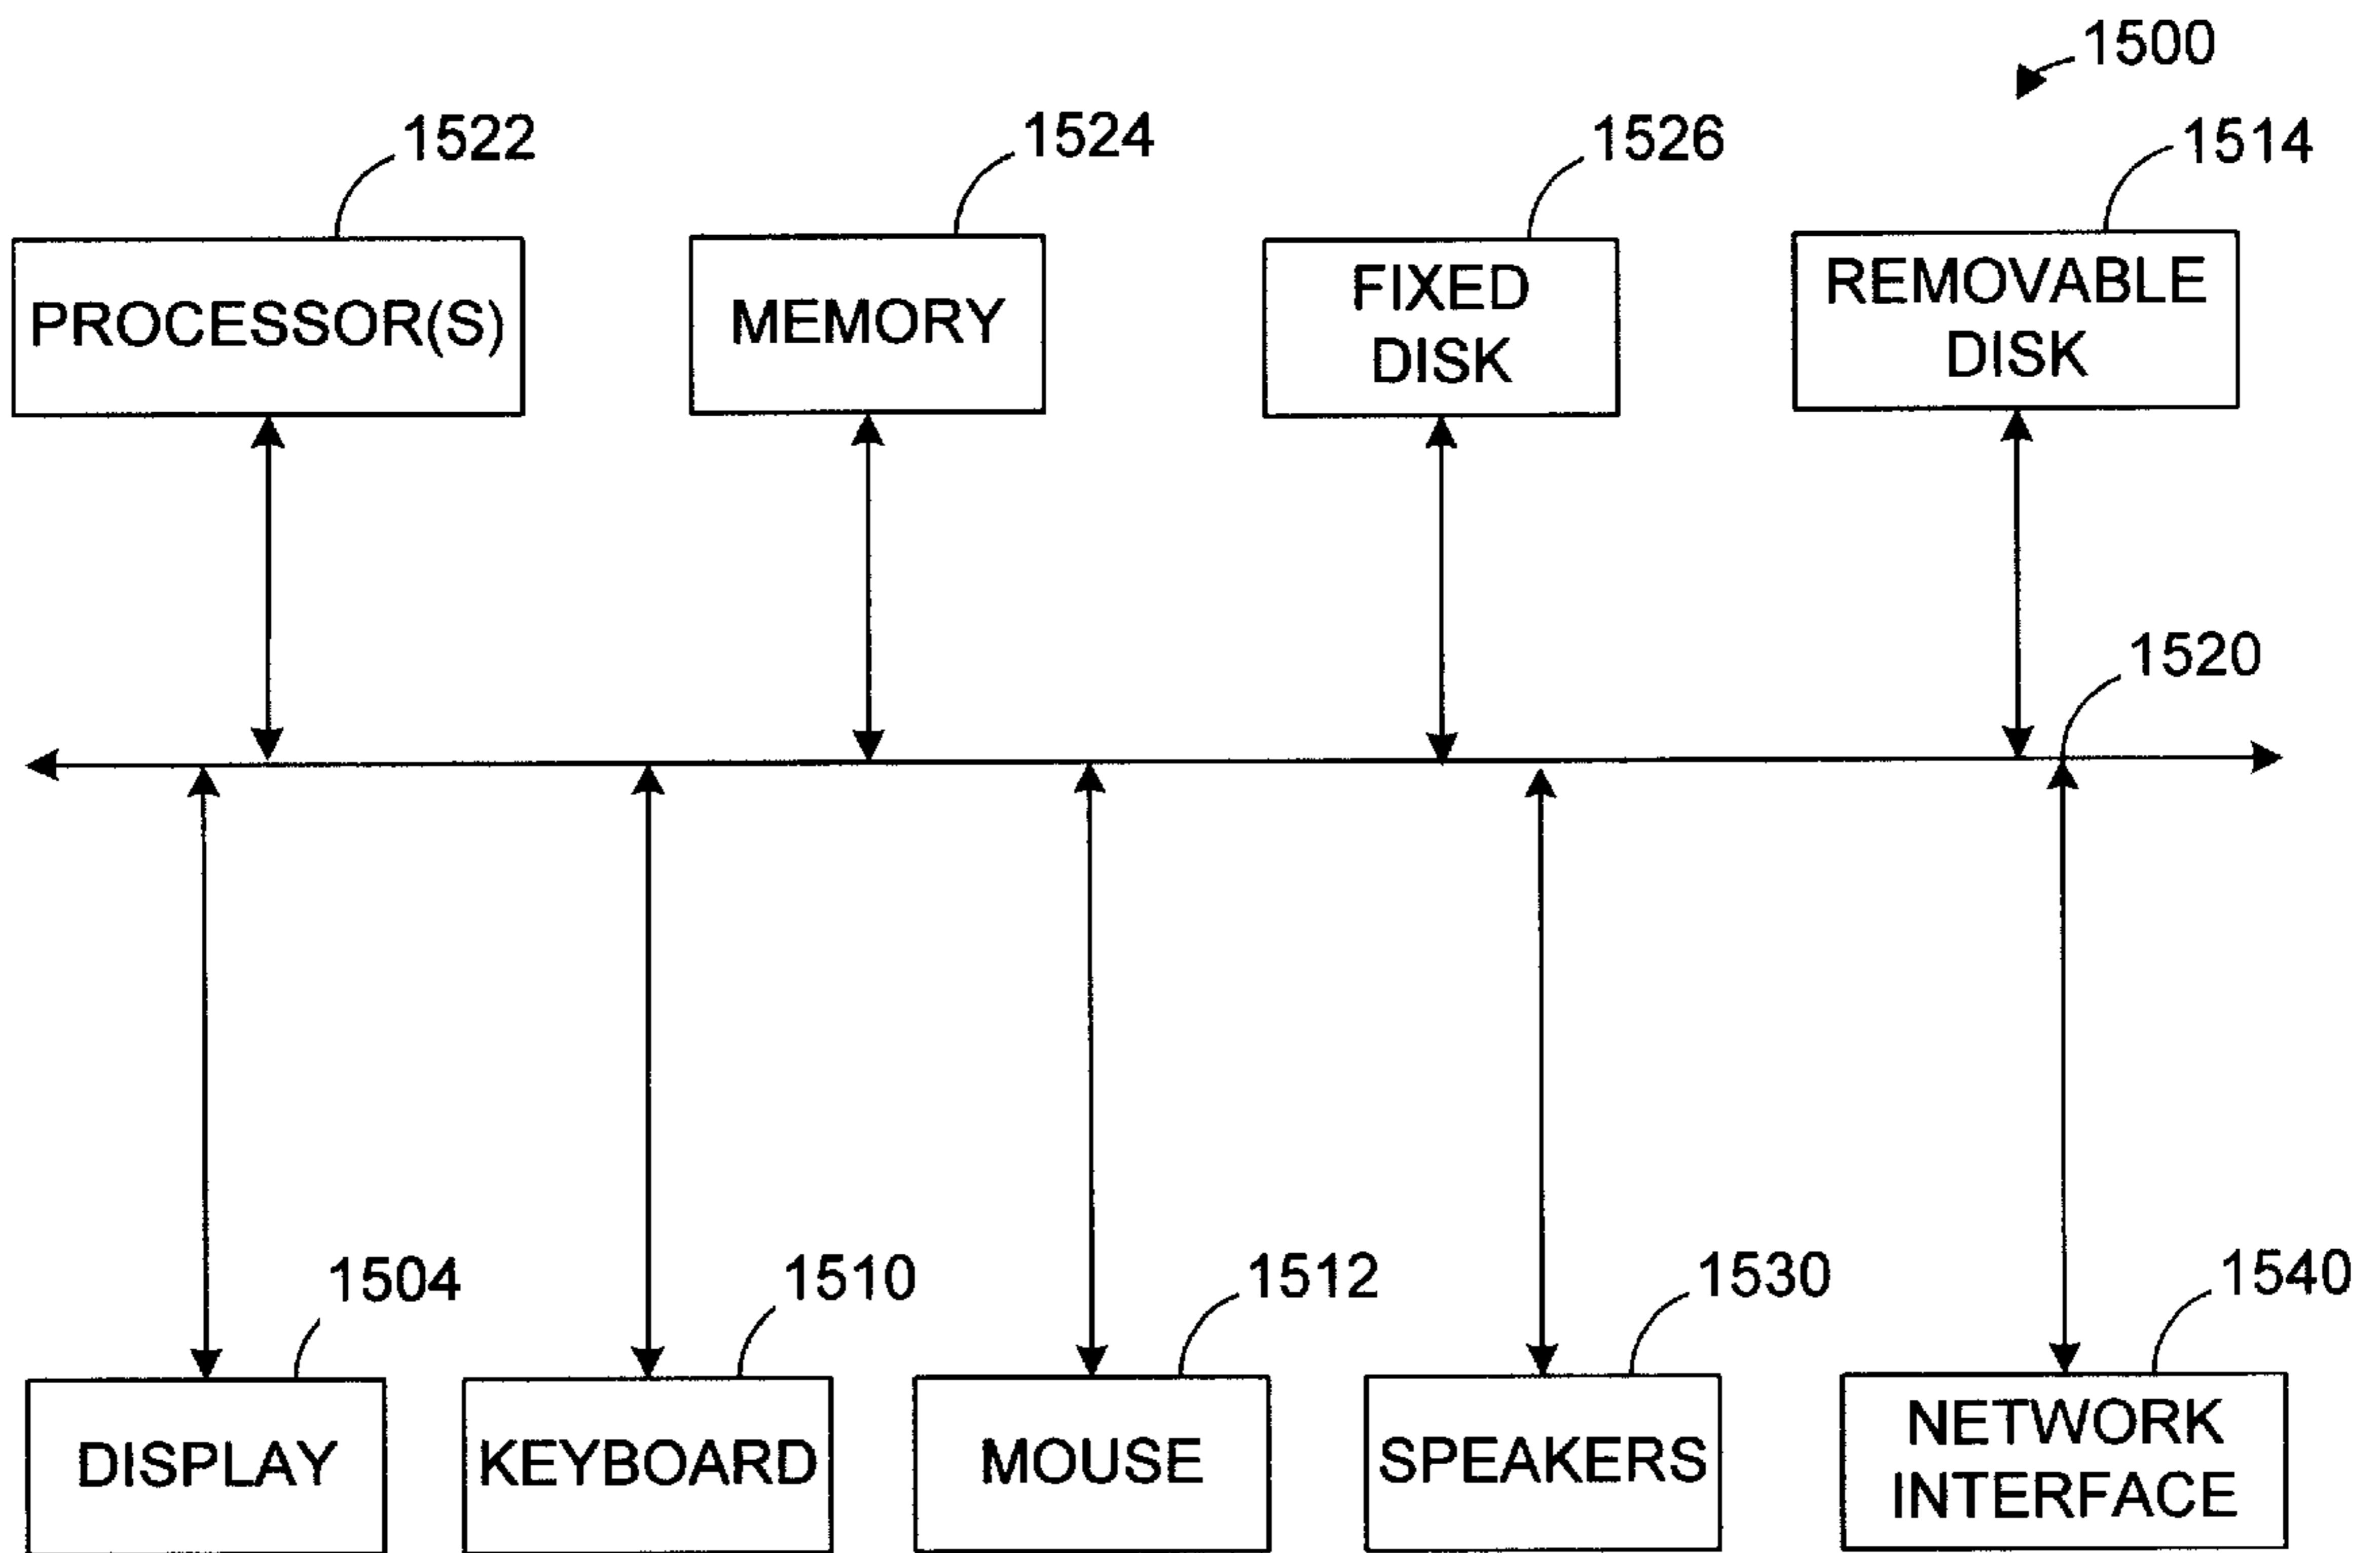 1500
1522
1524
1526
1514
PROCESSOR(S)
MEMORY
FIXED
DISK
REMOVABLE
DISK
1520
1504
1510
1512
1530
1540
DISPLAY
KEYBOARD
MOUSE
SPEAKERS
NETWORK
INTERFACE